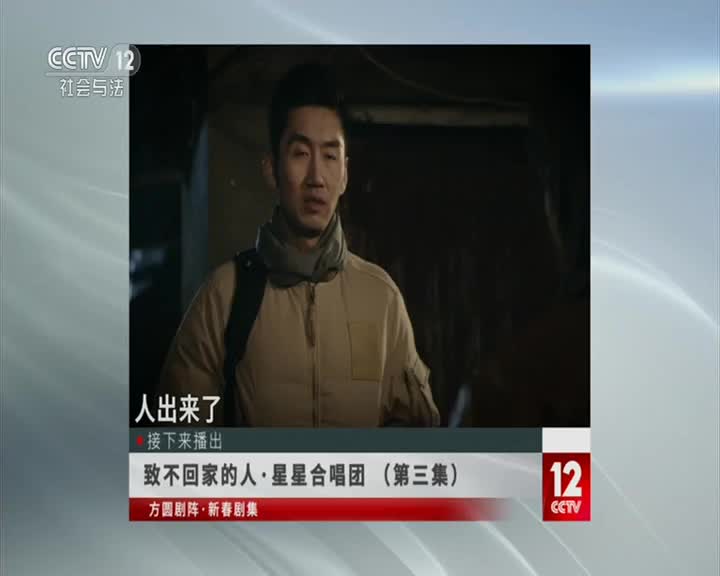 CCTV 12
社会与法
人出来了
接下来播出
致不回家的人·星星合唱团 （第三集）
方圆剧阵·新春剧集
12
CCTV